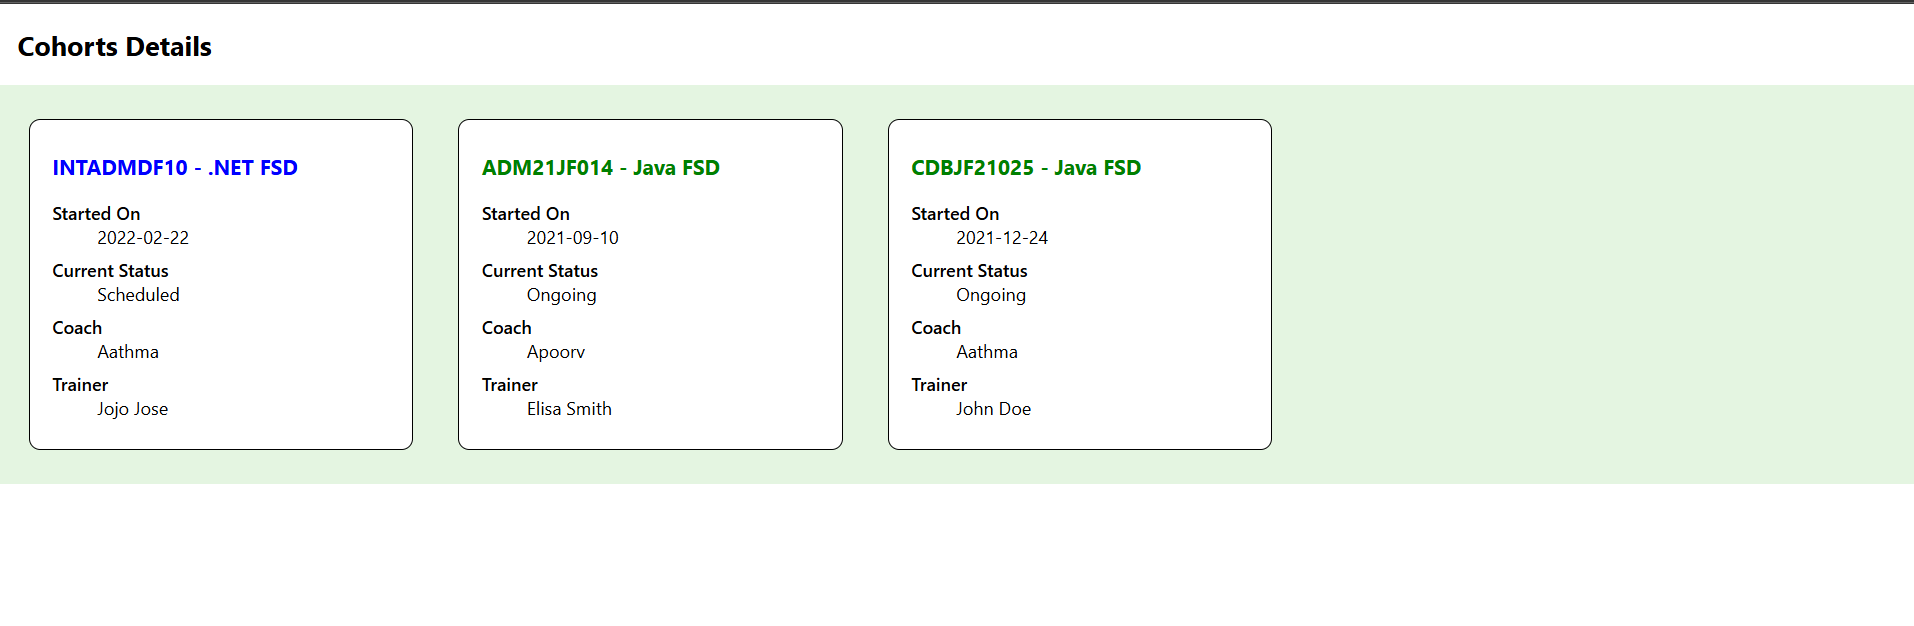 Cohorts Details
INTADMDF10 - .NET FSD
Started On
2022-02-22
Current Status
Scheduled
Coach
Aathma
Trainer
Jojo Jose
ADM21JF014 - Java FSD
Started On
2021-09-10
Current Status
Ongoing
Coach
Apoorv
Trainer
Elisa Smith
CDBJF21025 - Java FSD
Started On
2021-12-24
Current Status
Ongoing
Coach
Aathma
Trainer
John Doe